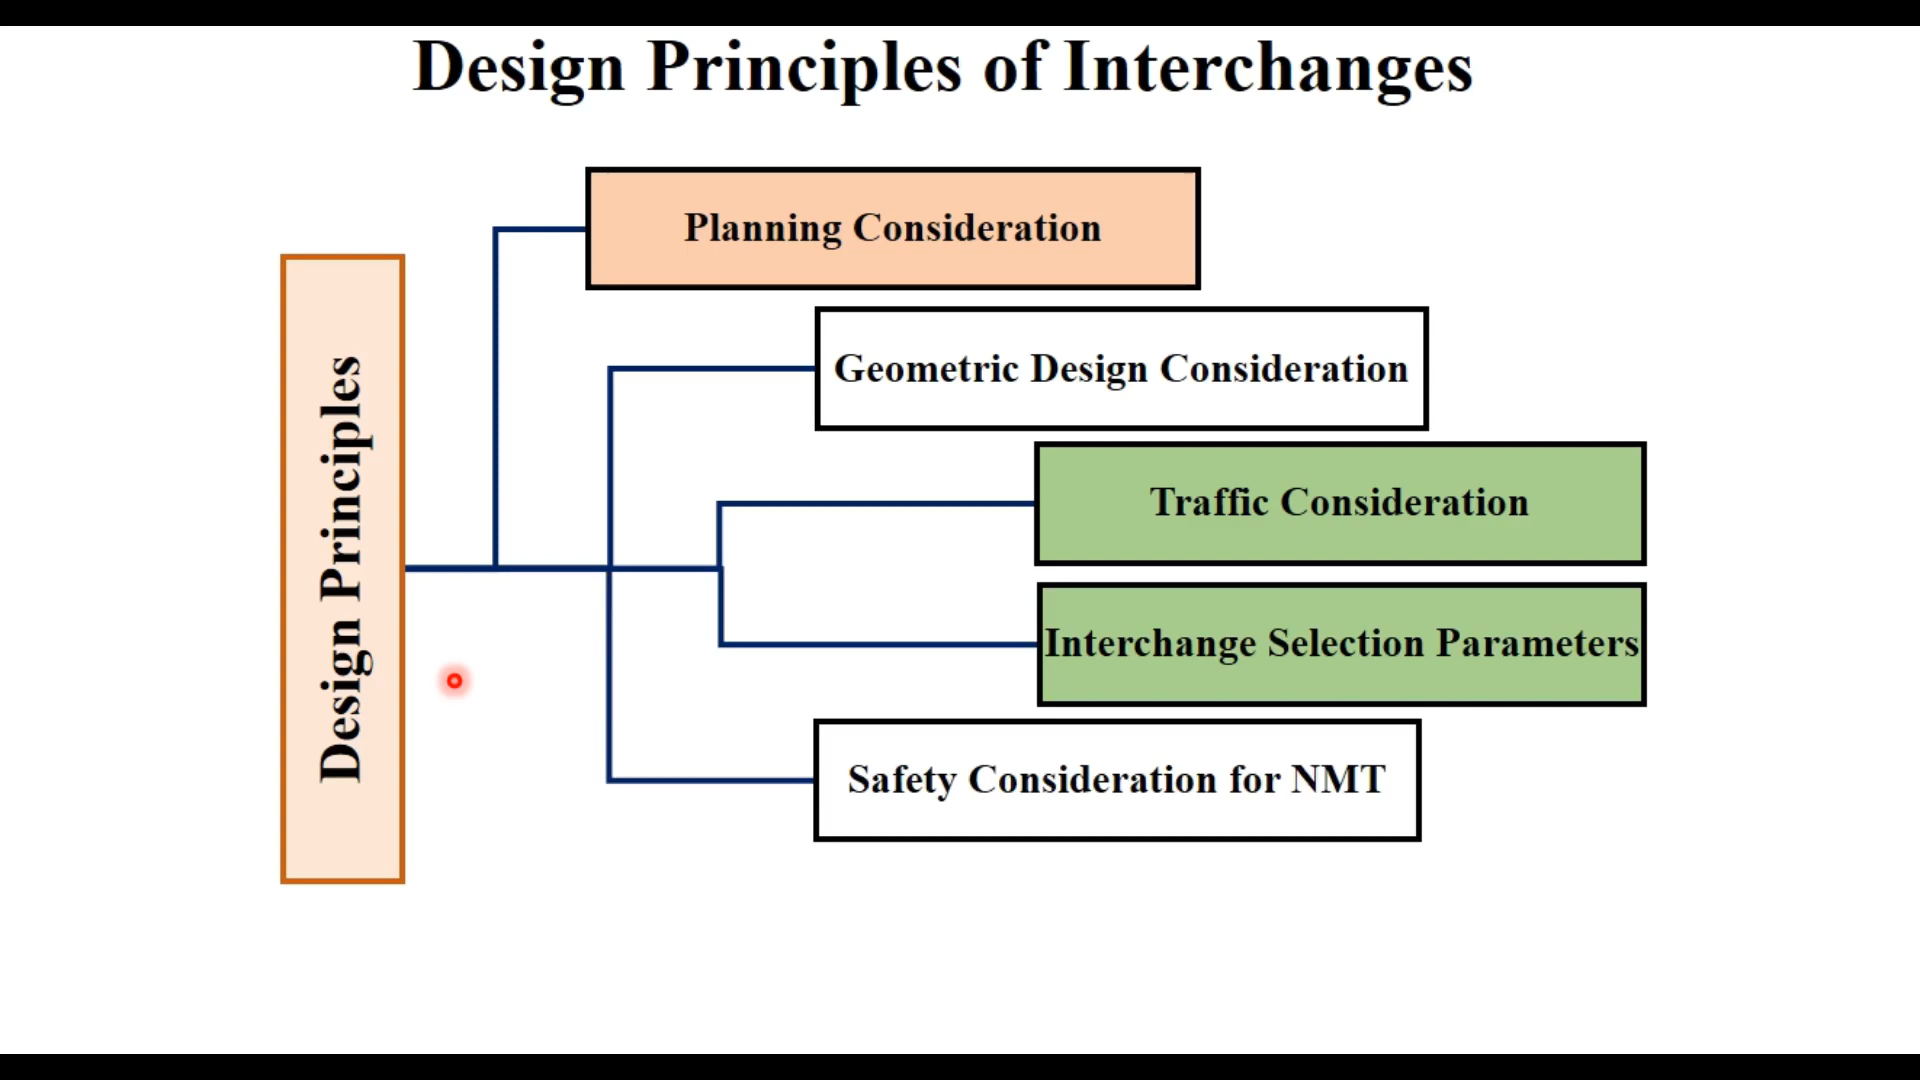 Design Principles of Interchanges
Design Principles
Planning Consideration
Geometric Design Consideration
Traffic Consideration
Interchange Selection Parameters
Safety Consideration for NMT